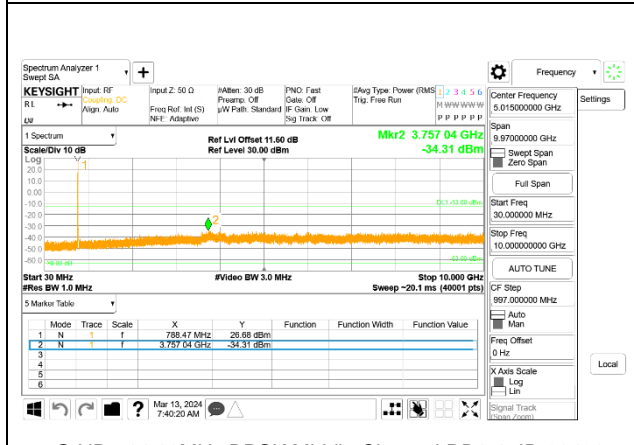 Spectrum Analyzer 1
Swept SA
Frequency
Settings
KEYSIGHT
Input: RF
Coupling: DC
Align: Auto
Input Z: 50 Ω
Freq Ref: Int (S)
NFE: Adaptive
#Atten: 30 dB
Preamp: Off
µW Path: Standard
PNO: Fast
Gate: Off
IF Gain: Low
Sig Track: Off
#Avg Type: Power (RMS
Trig: Free Run
1 2 3 4 5 6
M W W W W W
P P P P P P
RL
1 Spectrum
Scale/Div 10 dB
Ref Lvl Offset 11.60 dB
Ref Level 30.00 dBm
Mkr2 3.757 04 GHz
-34.31 dBm
Log
20.0
10.0
0.00
-10.0
-20.0
-30.0
-40.0
-50.0
-60.0
1
2
DL1 -13.00 dBm
Start 30 MHz
#Res BW 1.0 MHz
#Video BW 3.0 MHz
Stop 10.000 GHz
Sweep ~20.1 ms (40001 pts)
5 Marker Table
Mode Trace Scale X Y Function Function Width Function Value
1 N 1 f 788.47 MHz 26.68 dBm
2 N 1 f 3.757 04 GHz -34.31 dBm
3
4
5
6
Center Frequency
5.015000000 GHz
Span
9.97000000 GHz
Swept Span
Zero Span
Full Span
Start Freq
30.000000 MHz
Stop Freq
10.000000000 GHz
AUTO TUNE
CF Step
997.000000 MHz
Auto
Man
Freq Offset
0 Hz
X Axis Scale
Log
Lin
Signal Track
(Span Zoom)
Local
?
Mar 13, 2024
7:40:20 AM